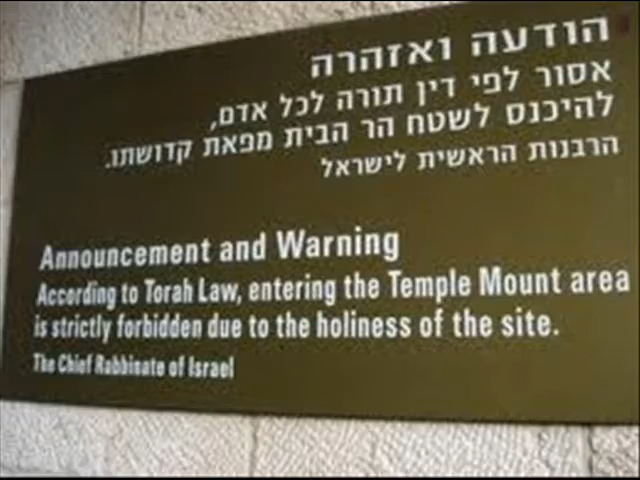 הודעה ואזהרה
אסור לפי דין תורה לכל אדם,
להיכנס לשטח הר הבית מפאת קדושתו.
הרבנות הראשית לישראל
Announcement and Warning
According to Torah Law, entering the Temple Mount area
is strictly forbidden due to the holiness of the site.
The Chief Rabbinate of Israel